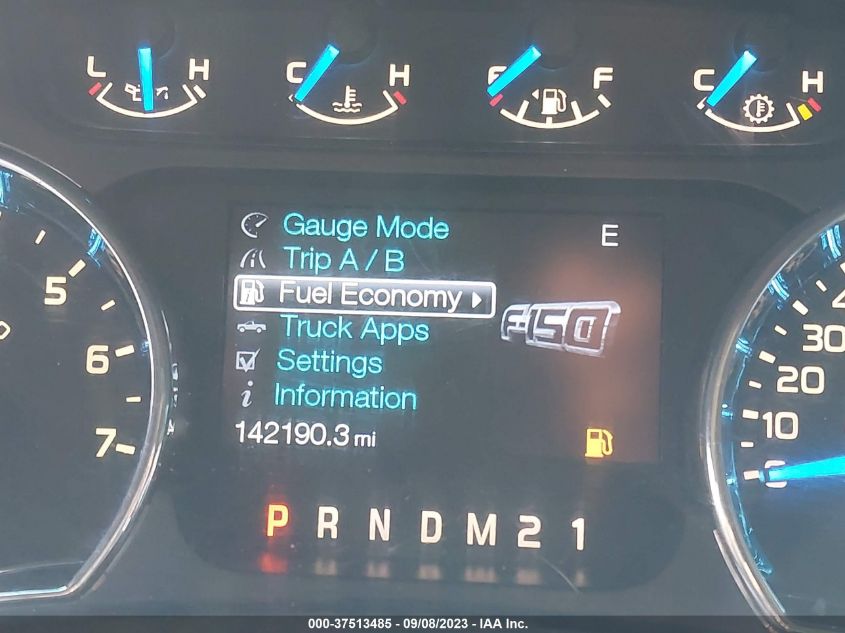 L H C H E F C H
Gauge Mode E
Trip A / B
Fuel Economy
Truck Apps
Settings
Information
F150
142190.3 mi
P R N D M 2 1
5
6
7
30
20
10
000-37513485 - 09/08/2023 - IAA Inc.